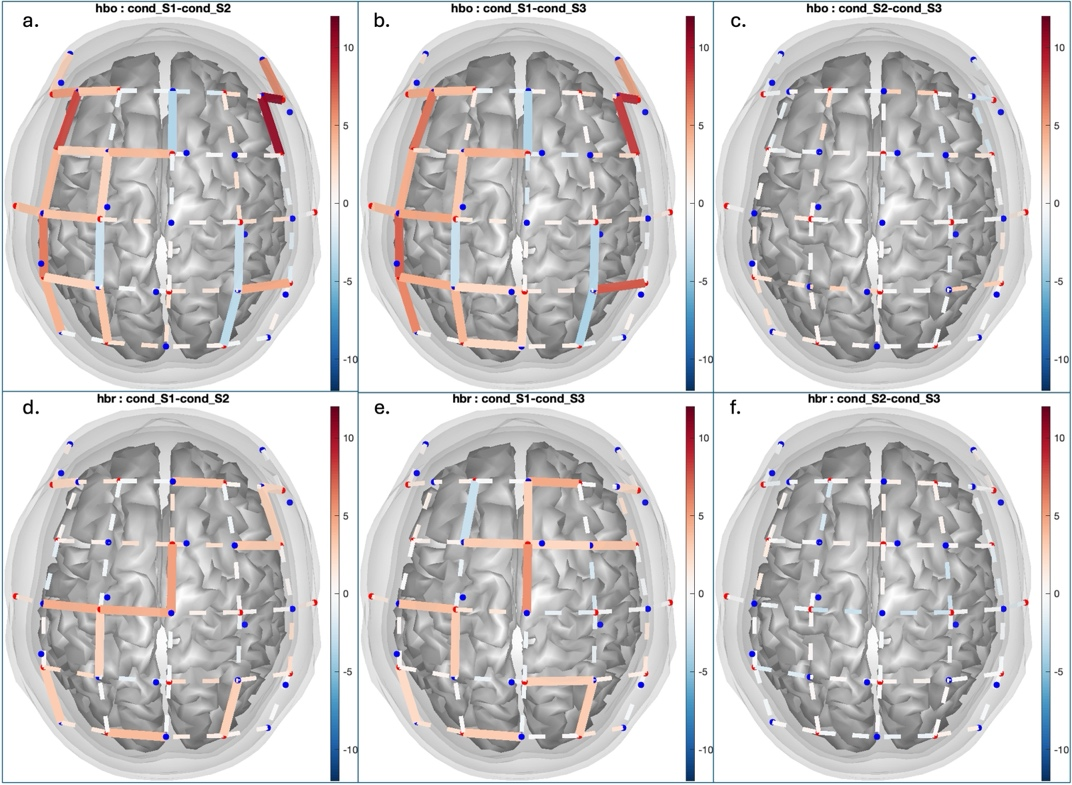 a.
hbo : cond_S1-cond_S2
10
5
0
-5
-10
b.
hbo : cond_S1-cond_S3
10
5
0
-5
-10
c.
hbo : cond_S2-cond_S3
10
5
0
-5
-10
d.
hbr : cond_S1-cond_S2
10
5
0
-5
-10
e.
hbr : cond_S1-cond_S3
10
5
0
-5
-10
f.
hbr : cond_S2-cond_S3
10
5
0
-5
-10